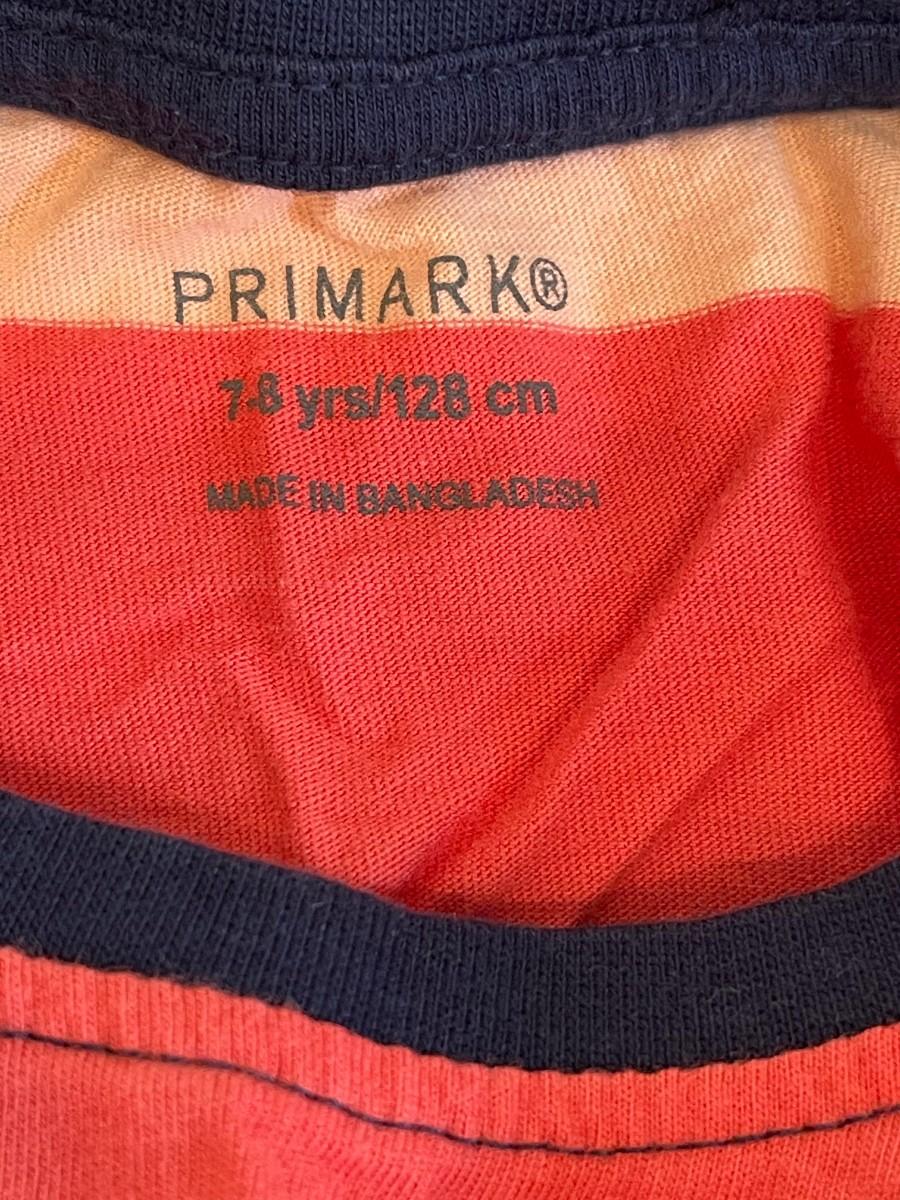 PRIMARK®
7-8 yrs/128 cm
MADE IN BANGLADESH